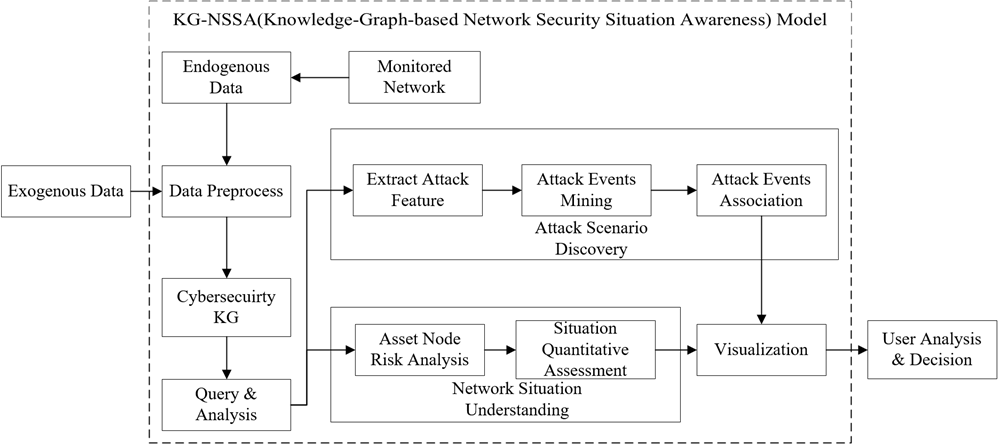 KG-NSSA(Knowledge-Graph-based Network Security Situation Awareness) Model
Endogenous
Data
Monitored
Network
Exogenous Data
Data Preprocess
Extract Attack
Feature
Attack Events
Mining
Attack Events
Association
Attack Scenario
Discovery
Cybersecuirty
KG
Query &
Analysis
Asset Node
Risk Analysis
Situation
Quantitative
Assessment
Network Situation
Understanding
Visualization
User Analysis
& Decision